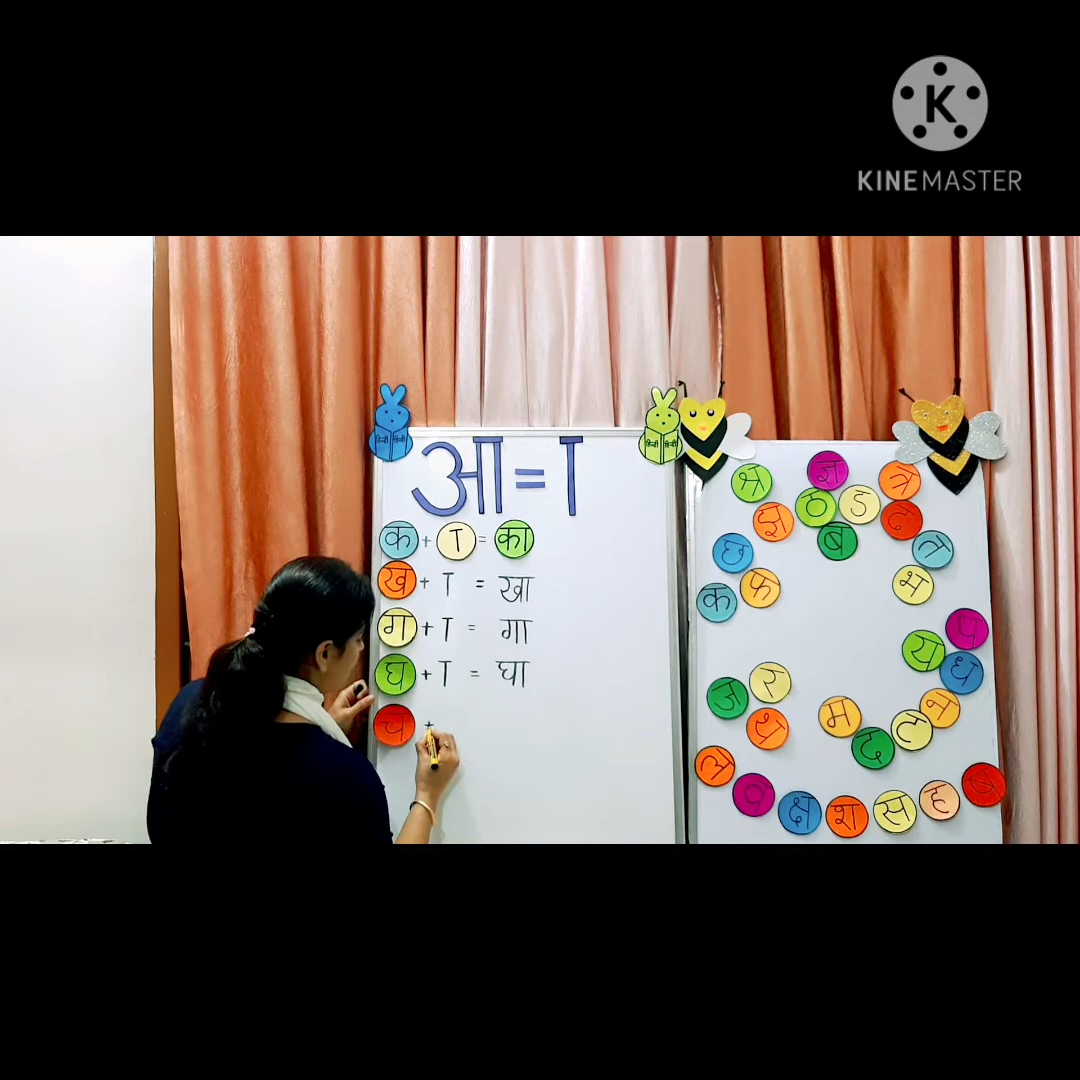 KINEMASTER
हिन्दी हिन्दी
आ = ा
क + ा = का
ख + ा = खा
ग + ा = गा
घ + ा = घा
च +
ज्ञ
ठ ड
छ
क फ
भ
प
य ध
ज र
म
व क्ष श स ह ष